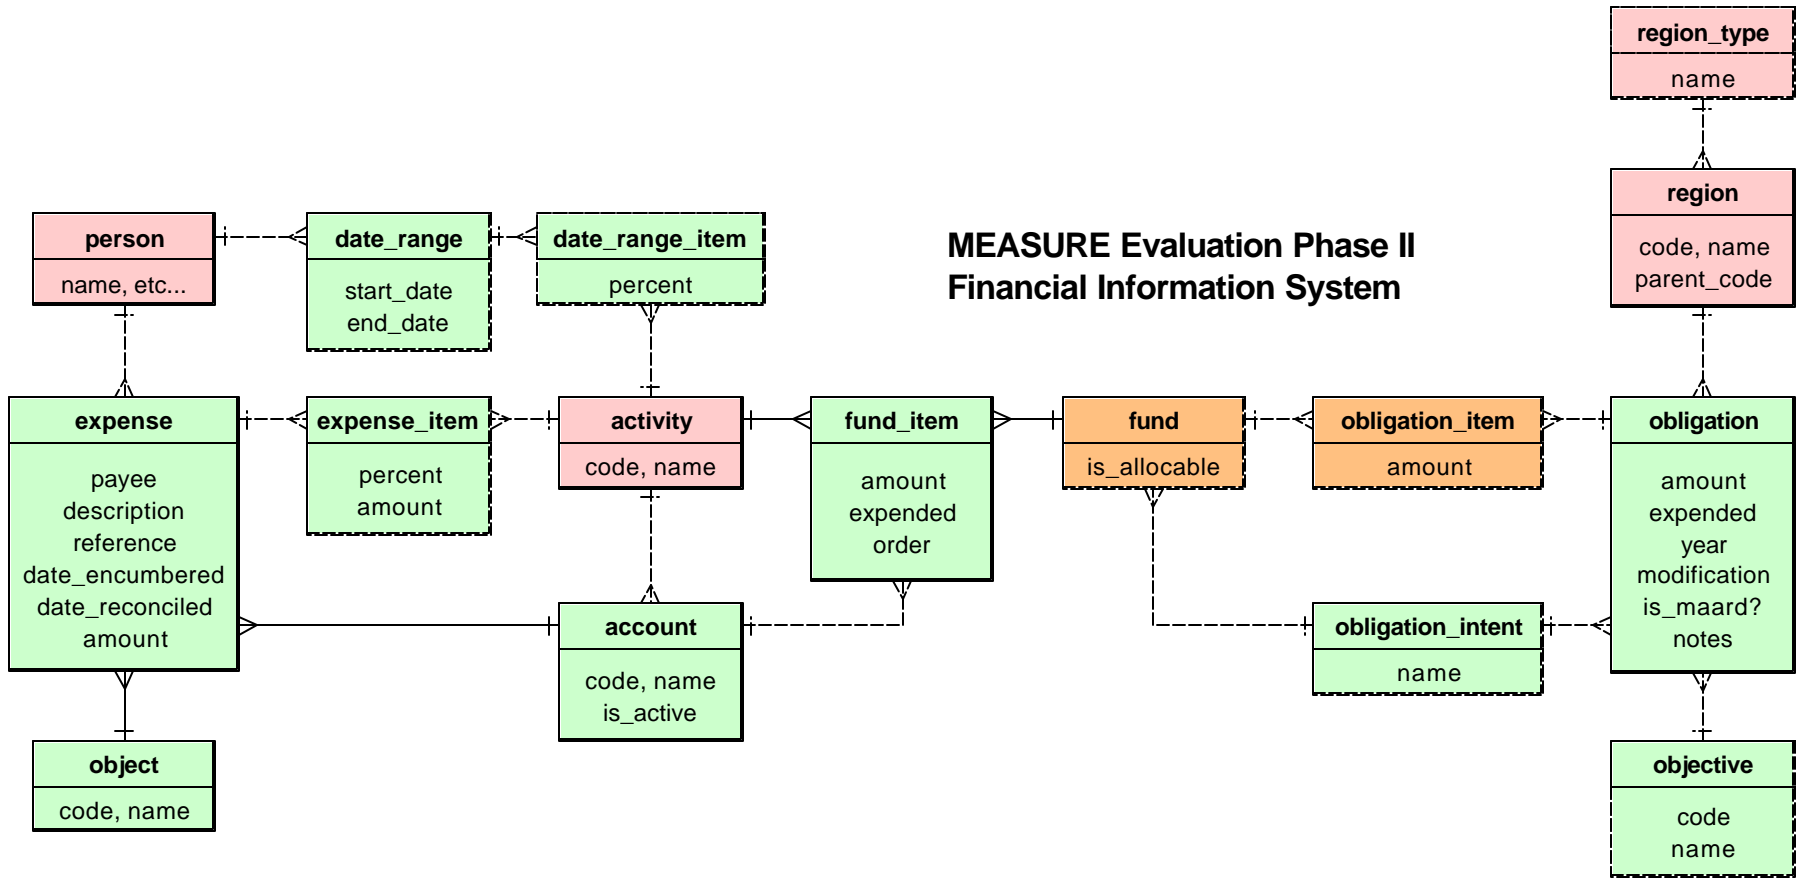 region_type
name
region
code, name
parent_code
person
name, etc...
date_range
start_date
end_date
date_range_item
percent
MEASURE Evaluation Phase II
Financial Information System
expense
payee
description
reference
date_encumbered
date_reconciled
amount
expense_item
percent
amount
activity
code, name
fund_item
amount
expended
order
fund
is_allocable
obligation_item
amount
obligation
amount
expended
year
modification
is_maard?
notes
account
code, name
is_active
obligation_intent
name
object
code, name
objective
code
name